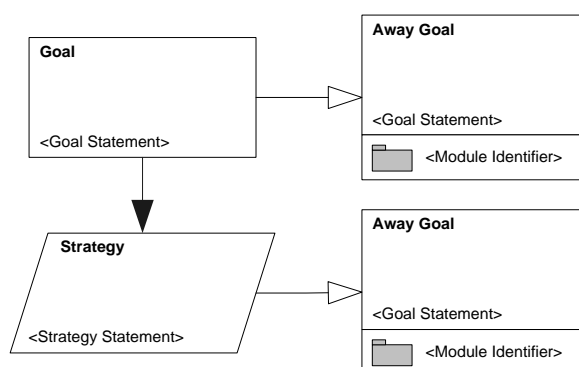 Goal
<Goal Statement>
Away Goal
<Goal Statement>
<Module Identifier>
Strategy
<Strategy Statement>
Away Goal
<Goal Statement>
<Module Identifier>